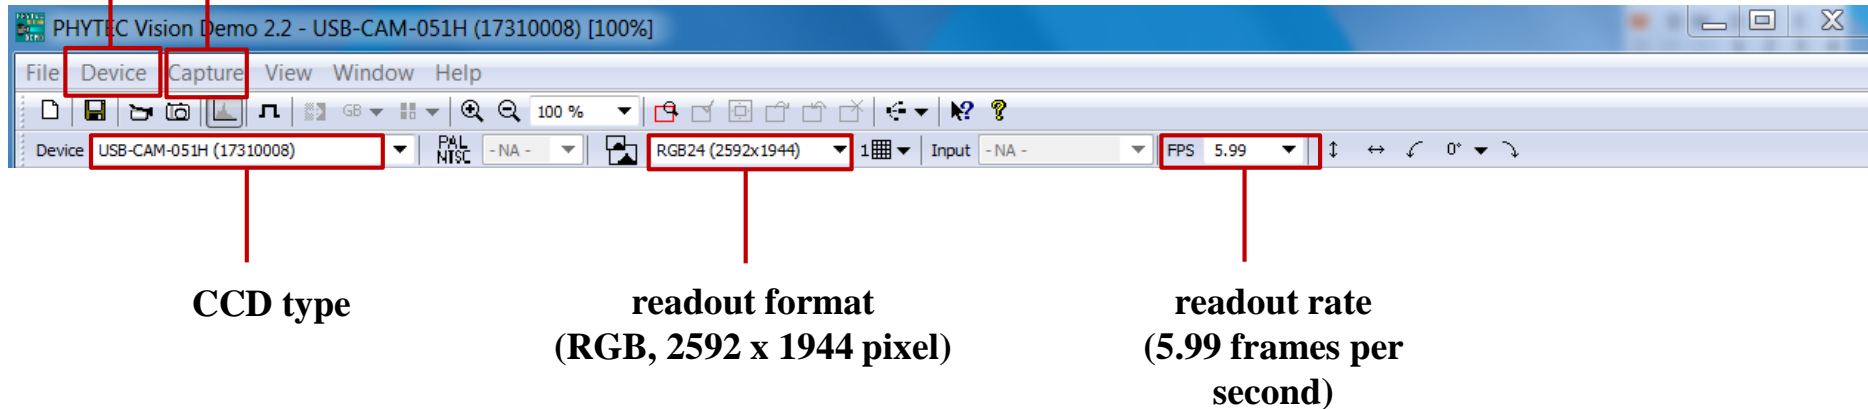 PHYTEC Vision Demo 2.2 - USB-CAM-051H (17310008) [100%]
File Device Capture View Window Help
GB 100 %
Device USB-CAM-051H (17310008) PAL NTSC - NA - RGB24 (2592x1944) 1 Input - NA - FPS 5.99 0°
CCD type
readout format
(RGB, 2592 x 1944 pixel)
readout rate
(5.99 frames per
second)